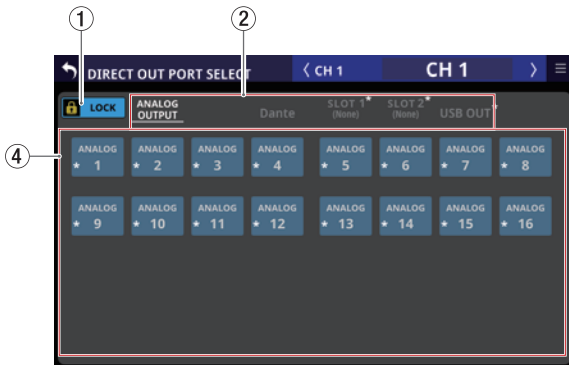 ① ②
DIRECT OUT PORT SELECT 〈 CH 1 CH 1 〉
LOCK
ANALOG OUTPUT
Dante
SLOT 1* (None)
SLOT 2* (None)
USB OUT*
④
ANALOG ANALOG ANALOG ANALOG ANALOG ANALOG ANALOG ANALOG
* 1 * 2 * 3 * 4 * 5 * 6 * 7 * 8
ANALOG ANALOG ANALOG ANALOG ANALOG ANALOG ANALOG ANALOG
* 9 * 10 * 11 * 12 * 13 * 14 * 15 * 16